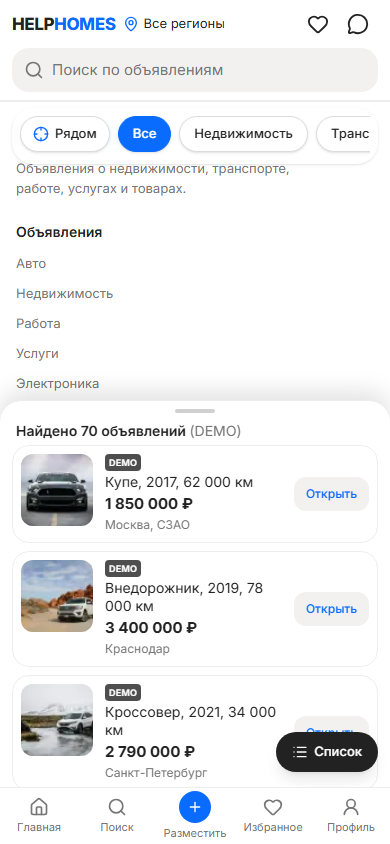 HELPHOMES Все регионы
Поиск по объявлениям
Рядом Все Недвижимость Транс
Объявления о недвижимости, транспорте,
работе, услугах и товарах.
Объявления
Авто
Недвижимость
Работа
Услуги
Электроника
Найдено 70 объявлений (DEMO)
DEMO
Купе, 2017, 62 000 км
1 850 000 ₽
Москва, СЗАО
Открыть
DEMO
Внедорожник, 2019, 78
000 км
3 400 000 ₽
Краснодар
Открыть
DEMO
Кроссовер, 2021, 34 000
км
2 790 000 ₽
Санкт-Петербург
Открыть
Список
Главная Поиск Разместить Избранное Профиль